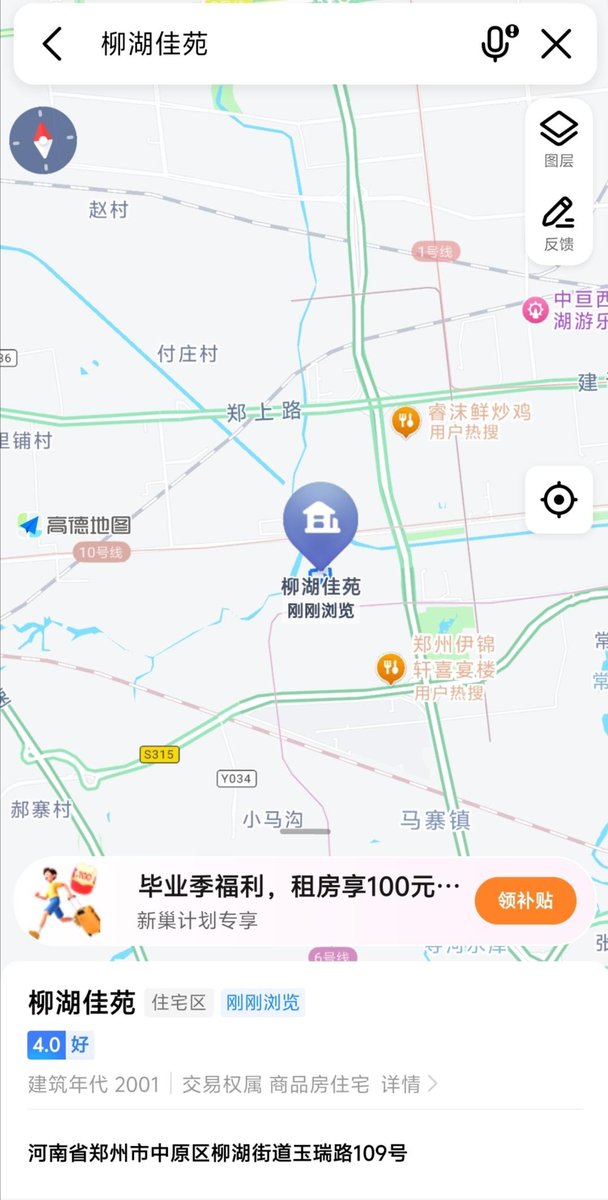 柳湖佳苑
图层
反馈
赵村
1号线
中亘西
湖游乐
付庄村
36
建
郑上路
睿沫鲜炒鸡
用户热搜
里铺村
高德地图
10号线
柳湖佳苑
刚刚浏览
郑州伊锦
轩喜宴楼
用户热搜
常
常
S315
Y034
郝寨村
小马沟
马寨镇
100
毕业季福利，租房享100元…
新巢计划专享
领补贴
张
6号线
柳湖佳苑
住宅区
刚刚浏览
4.0 好
建筑年代 2001 | 交易权属 商品房住宅 详情 >
河南省郑州市中原区柳湖街道玉瑞路109号